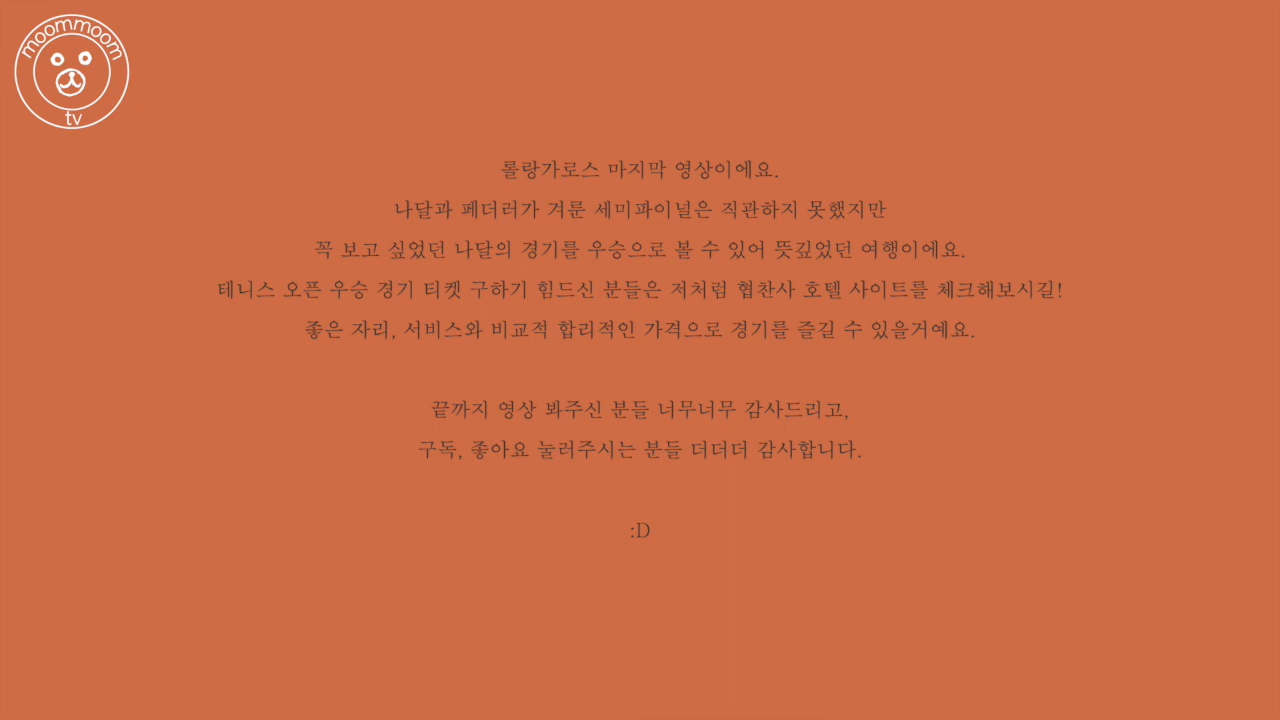 moommoom
tv
롤랑가로스 마지막 영상이에요.
나달과 페더러가 겨룬 세미파이널은 직관하지 못했지만
꼭 보고 싶었던 나달의 경기를 우승으로 볼 수 있어 뜻깊었던 여행이에요.
테니스 오픈 우승 경기 티켓 구하기 힘드신 분들은 저처럼 협찬사 호텔 사이트를 체크해보시길!
좋은 자리, 서비스와 비교적 합리적인 가격으로 경기를 즐길 수 있을거예요.
끝까지 영상 봐주신 분들 너무너무 감사드리고,
구독, 좋아요 눌러주시는 분들 더더더 감사합니다.
:D